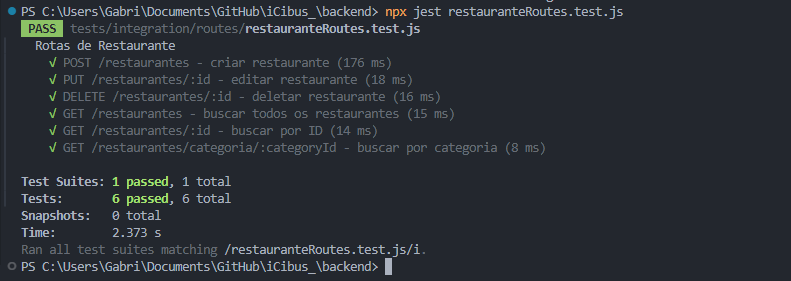 PS C:\Users\Gabri\Documents\GitHub\iCibus_\backend> npx jest restauranteRoutes.test.js
PASS tests/integration/routes/restauranteRoutes.test.js
Rotas de Restaurante
√ POST /restaurantes - criar restaurante (176 ms)
√ PUT /restaurantes/:id - editar restaurante (18 ms)
√ DELETE /restaurantes/:id - deletar restaurante (16 ms)
√ GET /restaurantes - buscar todos os restaurantes (15 ms)
√ GET /restaurantes/:id - buscar por ID (14 ms)
√ GET /restaurantes/categoria/:categoryId - buscar por categoria (8 ms)
Test Suites: 1 passed, 1 total
Tests: 6 passed, 6 total
Snapshots: 0 total
Time: 2.373 s
Ran all test suites matching /restauranteRoutes.test.js/i.
PS C:\Users\Gabri\Documents\GitHub\iCibus_\backend>